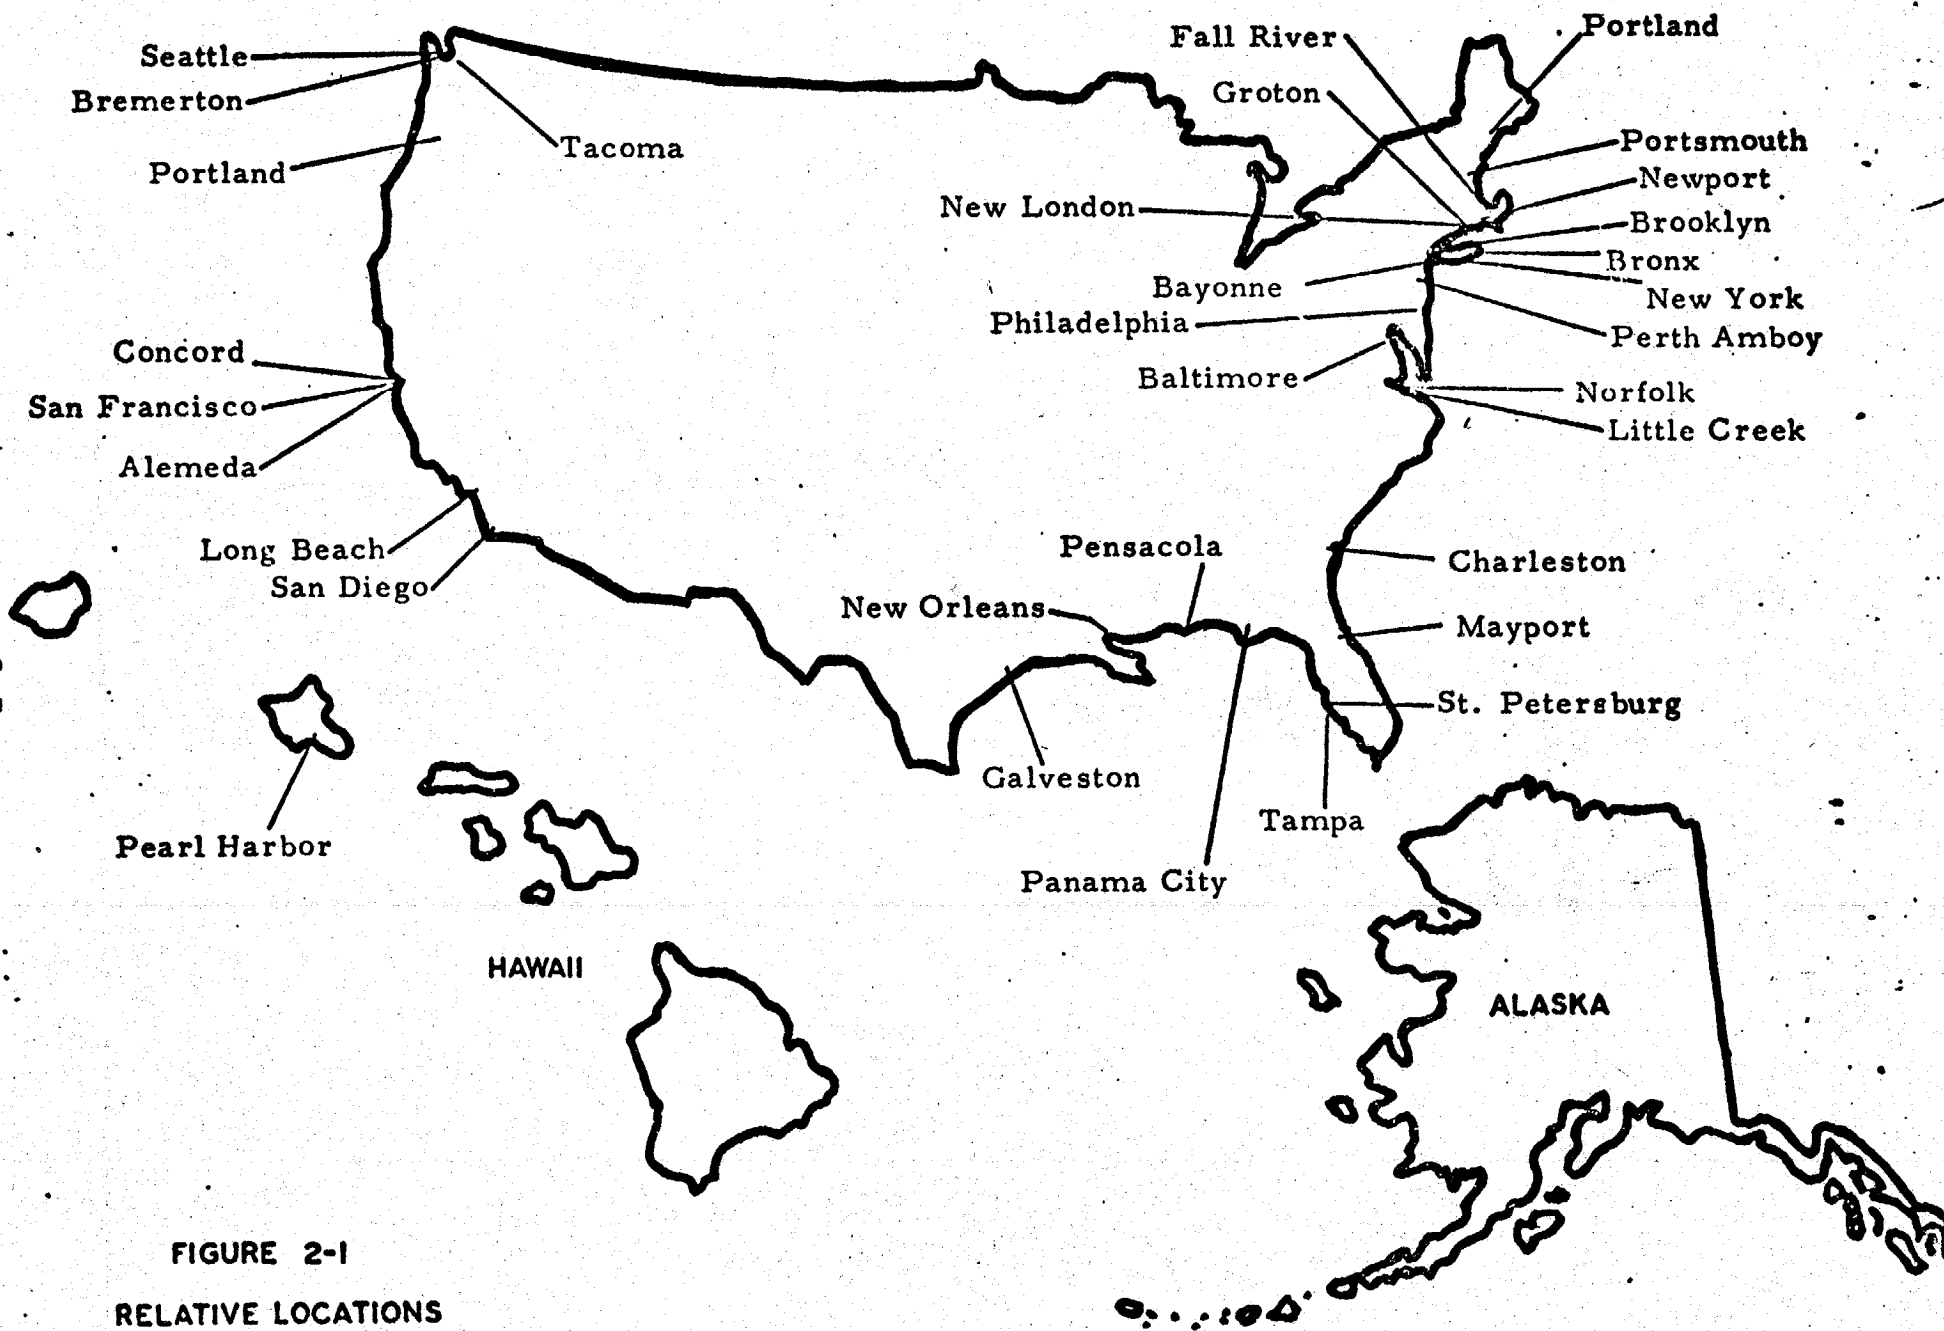 Seattle
Bremerton
Tacoma
Portland
Concord
San Francisco
Alemeda
Long Beach
San Diego
Pearl Harbor
HAWAII
Fall River
Portland
Groton
Portsmouth
Newport
New London
Brooklyn
Bronx
Bayonne
New York
Philadelphia
Perth Amboy
Baltimore
Norfolk
Little Creek
Pensacola
Charleston
New Orleans
Mayport
St. Petersburg
Galveston
Tampa
Panama City
ALASKA
FIGURE 2-1
RELATIVE LOCATIONS